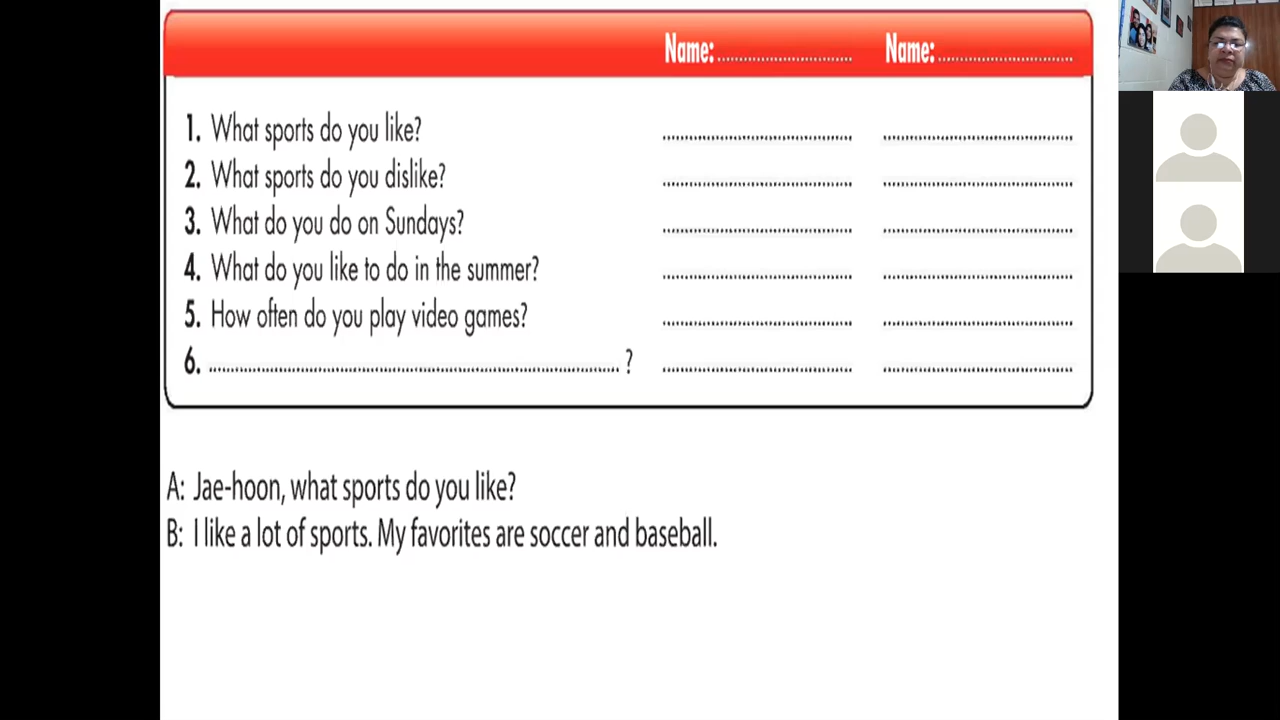 Name:............................. Name:.............................
1. What sports do you like? ............................. .............................
2. What sports do you dislike? ............................. .............................
3. What do you do on Sundays? ............................. .............................
4. What do you like to do in the summer? ............................. .............................
5. How often do you play video games? ............................. .............................
6. ............................................................. ? ............................. .............................
A: Jae-hoon, what sports do you like?
B: I like a lot of sports. My favorites are soccer and baseball.